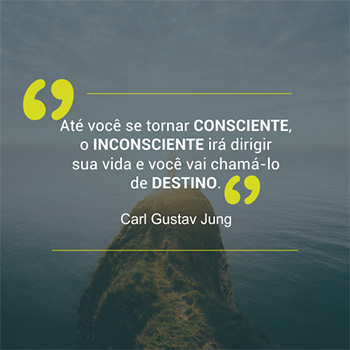 Até você se tornar CONSCIENTE,
o INCONSCIENTE irá dirigir
sua vida e você vai chamá-lo
de DESTINO.
Carl Gustav Jung